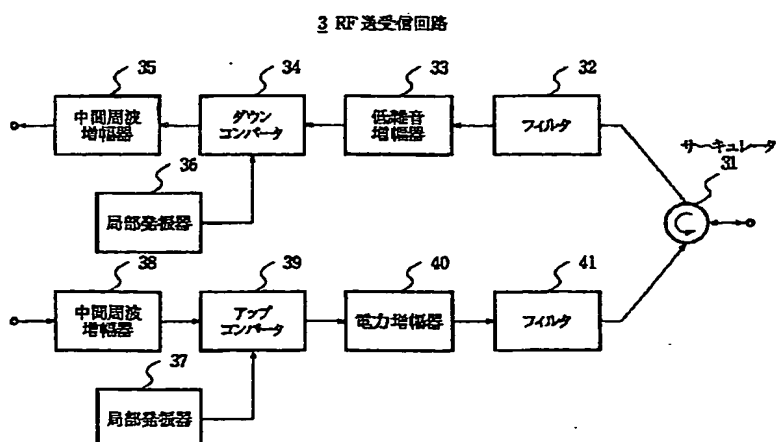 3 RF送受信回路
35
34
33
32
中間周波
増幅器
ダウン
コンバータ
低雑音
増幅器
フィルタ
サーキュレータ
31
36
局部発振器
38
39
40
41
中間周波
増幅器
アップ
コンバータ
電力増幅器
フィルタ
37
局部発振器